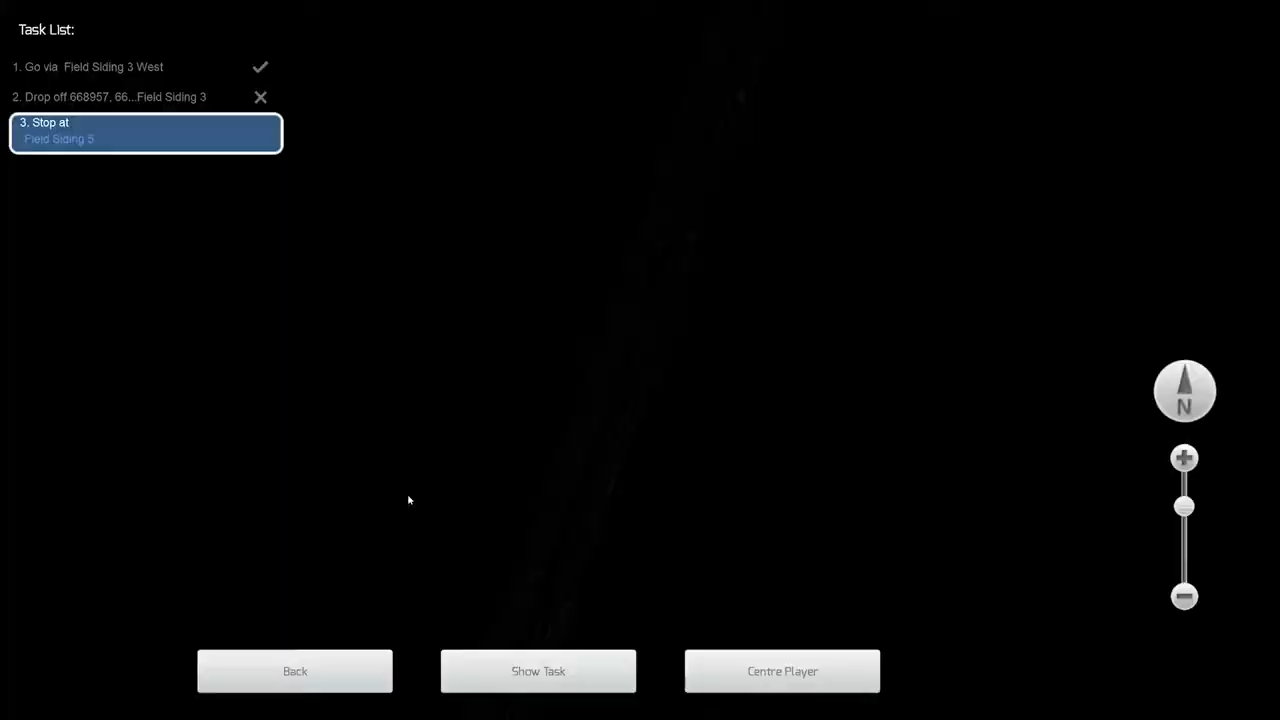 Task List:
1. Go via  Field Siding 3 West
2. Drop off 668957, 66...Field Siding 3
3. Stop at
Field Siding 5
N
Back
Show Task
Centre Player